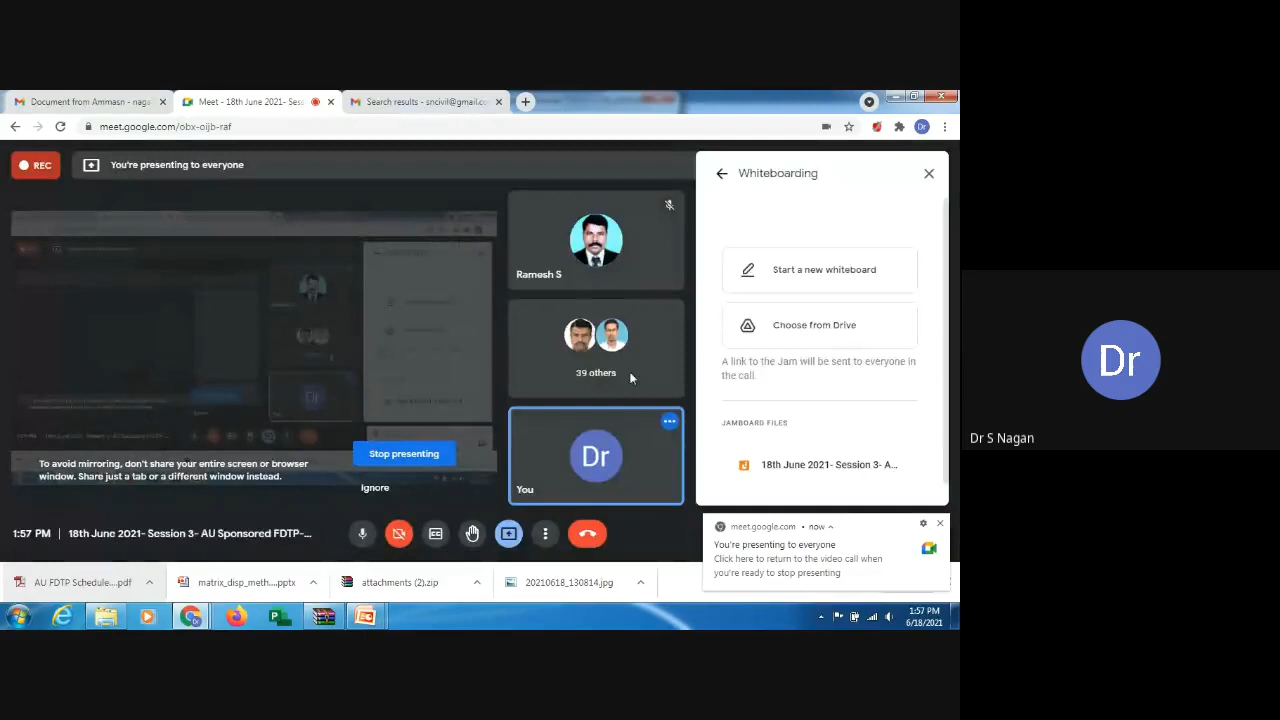 Document from Ammasn - naga
Meet - 18th June 2021- Sess
Search results - sncivil@gmail.co
meet.google.com/obx-oijb-raf
Dr
REC
You're presenting to everyone
Whiteboarding
Ramesh S
Start a new whiteboard
Choose from Drive
A link to the Jam will be sent to everyone in
the call.
39 others
JAMBOARD FILES
18th June 2021- Session 3- A...
To avoid mirroring, don't share your entire screen or browser
window. Share just a tab or a different window instead.
Stop presenting
Ignore
Dr
You
1:57 PM | 18th June 2021- Session 3- AU Sponsored FDTP-...
meet.google.com • now
You're presenting to everyone
Click here to return to the video call when
you're ready to stop presenting
AU FDTP Schedule....pdf
matrix_disp_meth....pptx
attachments (2).zip
20210618_130814.jpg
1:57 PM
6/18/2021
Dr
Dr S Nagan